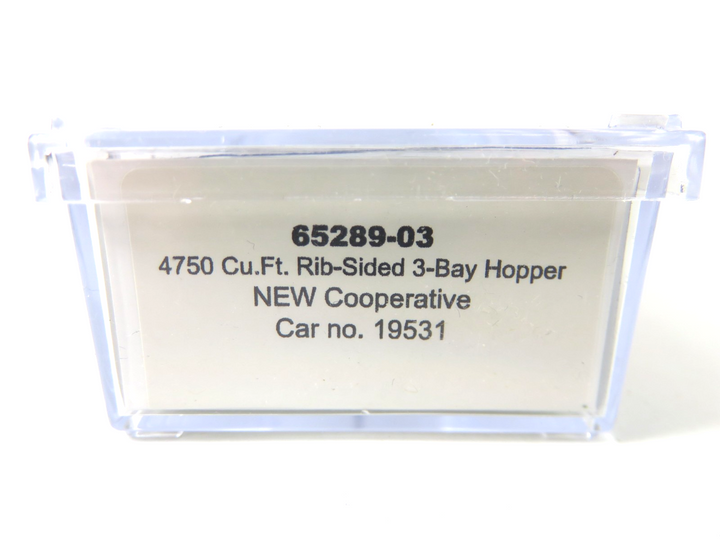 65289-03
4750 Cu.Ft. Rib-Sided 3-Bay Hopper
NEW Cooperative
Car no. 19531